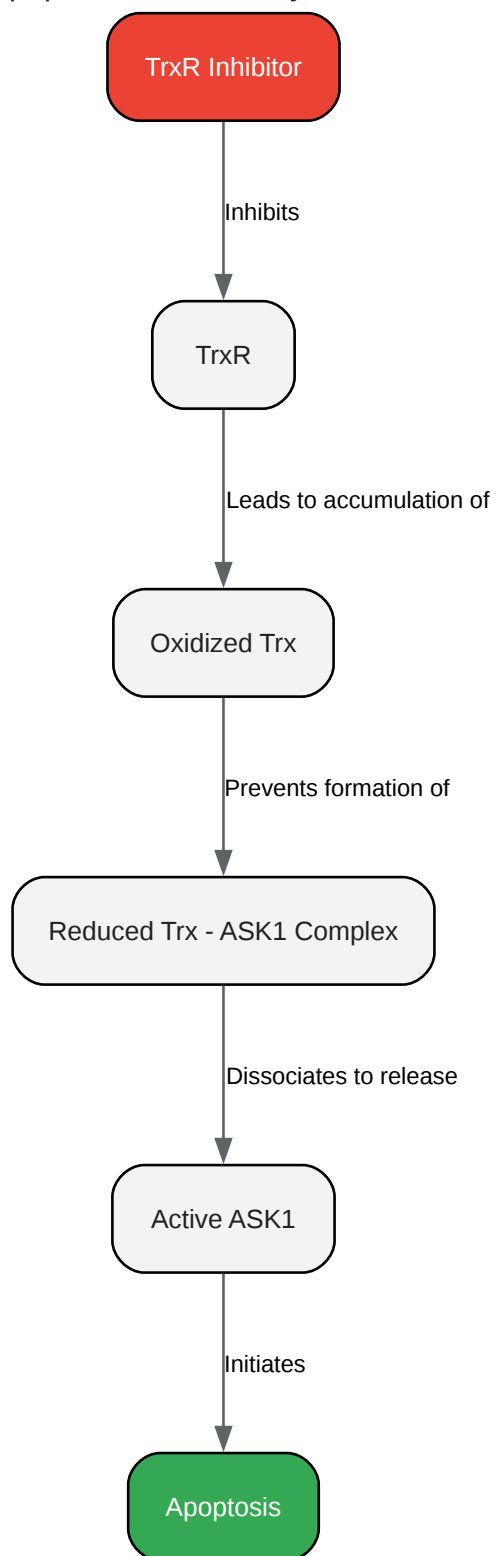 TrxR Inhibitor
Inhibits
TrxR
Leads to accumulation of
Oxidized Trx
Prevents formation of
Reduced Trx - ASK1 Complex
Dissociates to release
Active ASK1
Initiates
Apoptosis